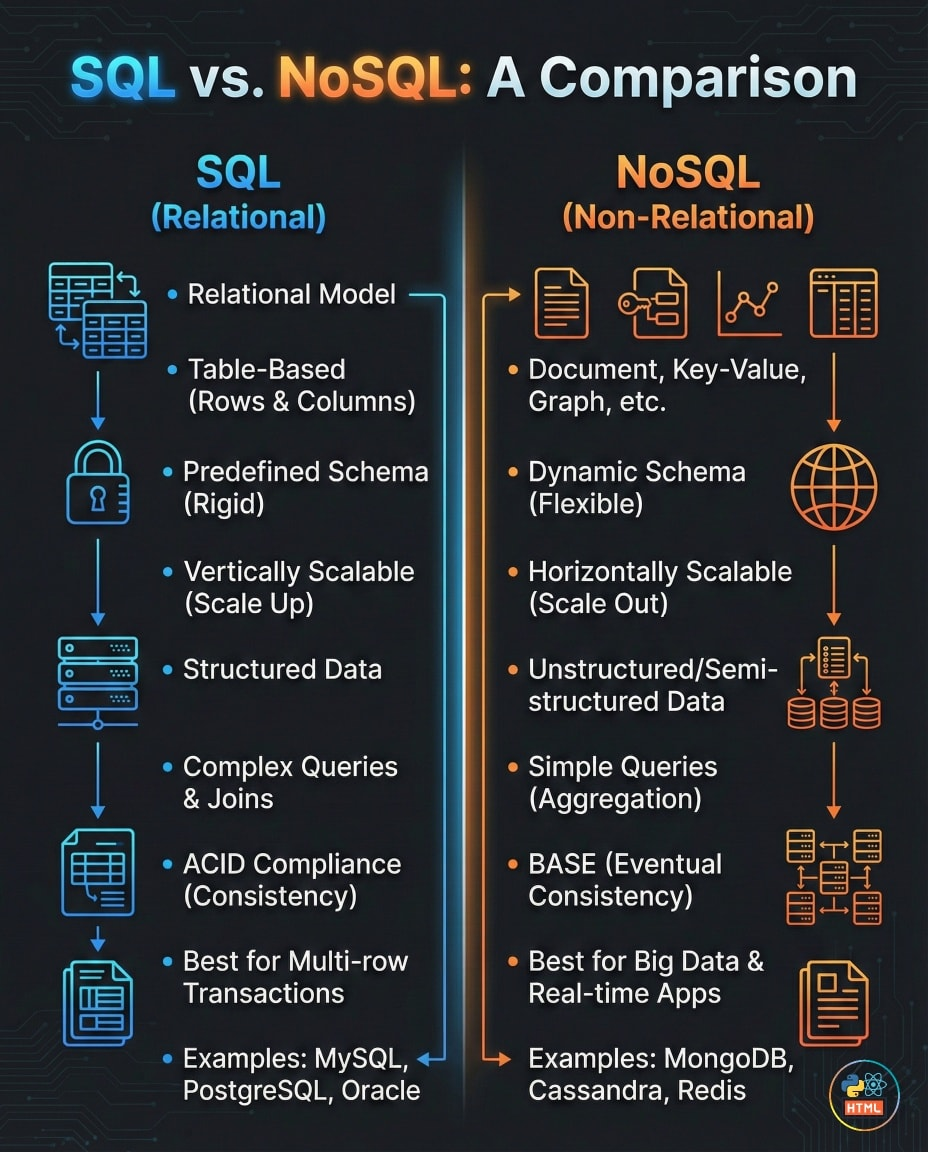 SQL vs. NoSQL: A Comparison
SQL
(Relational)
• Relational Model
• Table-Based
(Rows & Columns)
• Predefined Schema
(Rigid)
• Vertically Scalable
(Scale Up)
• Structured Data
• Complex Queries
& Joins
• ACID Compliance
(Consistency)
• Best for Multi-row
Transactions
• Examples: MySQL,
PostgreSQL, Oracle
NoSQL
(Non-Relational)
• Document, Key-Value,
Graph, etc.
• Dynamic Schema
(Flexible)
• Horizontally Scalable
(Scale Out)
• Unstructured/Semi-
structured Data
• Simple Queries
(Aggregation)
• BASE (Eventual
Consistency)
• Best for Big Data &
Real-time Apps
Examples: MongoDB,
Cassandra, Redis
HTML